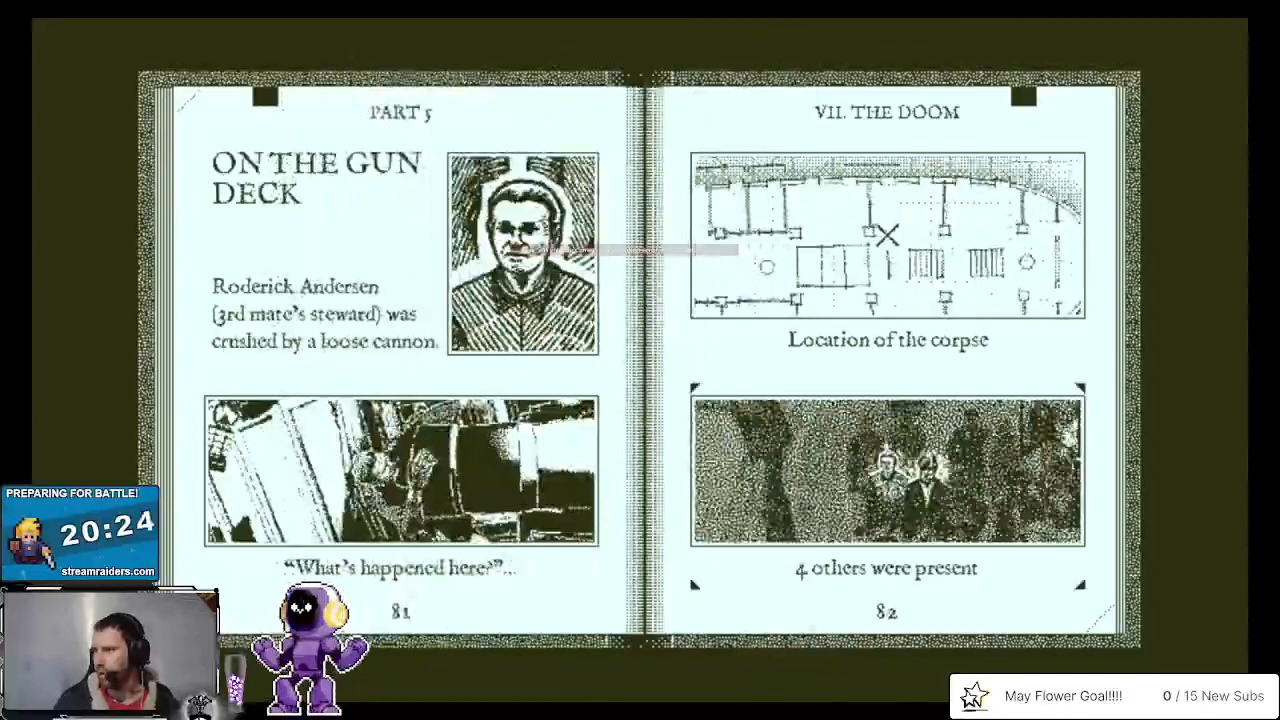 PART 5
VII. THE DOOM
ON THE GUN
DECK
Roderick Andersen
(3rd mate's steward) was
crushed by a loose cannon.
Location of the corpse
"What's happened here?"...
4 others were present
81
82
PREPARING FOR BATTLE!
20:24
streamraiders.com
May Flower Goal!!!! 0 / 15 New Subs